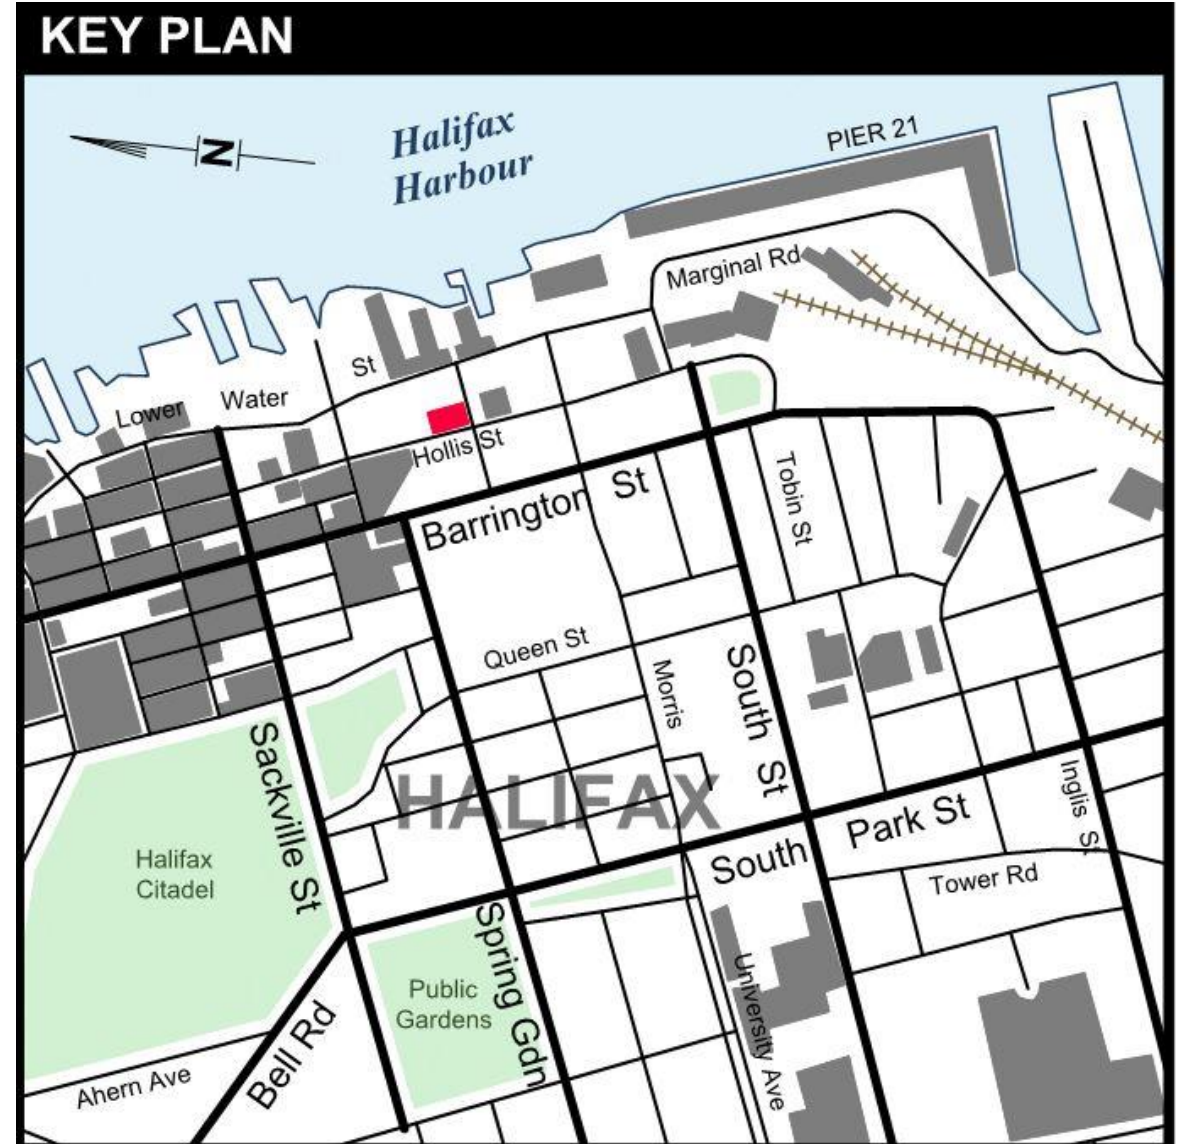 KEY PLAN
N
Halifax
Harbour
PIER 21
Marginal Rd
St
Water
Lower
Hollis St
Barrington St
Tobin St
Queen St
Morris
South St
Sackville St
HALIFAX
Inglis St
Park St
South
Halifax
Citadel
Tower Rd
Spring Gdn
University Ave
Public
Gardens
Bell Rd
Ahern Ave